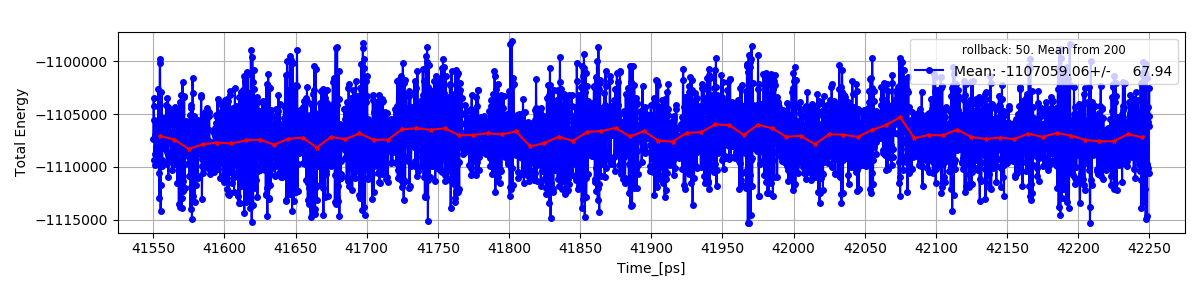 rollback: 50. Mean from 200
Mean: -1107059.06+/-    67.94
Total Energy
−1100000
−1105000
−1110000
−1115000
41550 41600 41650 41700 41750 41800 41850 41900 41950 42000 42050 42100 42150 42200 42250
Time_[ps]